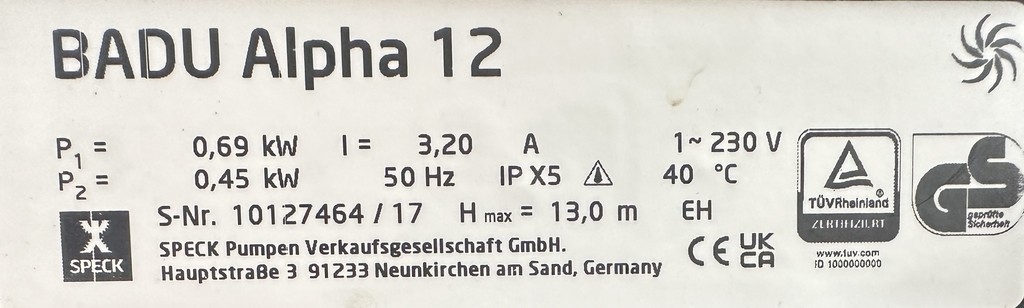 BADU Alpha 12
P1 = 0,69 kW I = 3,20 A 1~ 230 V
P2 = 0,45 kW 50 Hz IP X5 40 °C
S-Nr. 10127464 / 17 H max = 13,0 m EH
SPECK
SPECK Pumpen Verkaufsgesellschaft GmbH.
Hauptstraße 3 91233 Neunkirchen am Sand, Germany
CE UK
CA
TÜVRheinland®
ZERTIFIZIERT
www.tuv.com
ID 1000000000
GS
geprüfte
Sicherheit